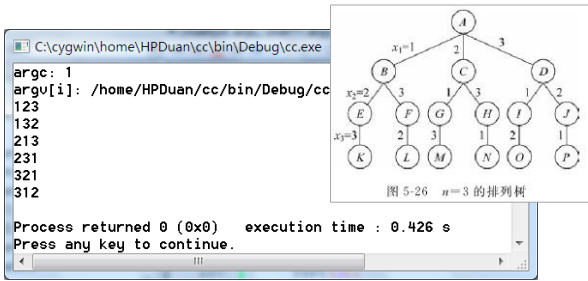 C:\cygwin\home\HPDuan\cc\bin\Debug\cc.exe
argc: 1
argv[i]: /home/HPDuan/cc/bin/Debug/cc
123
132
213
231
321
312
Process returned 0 (0x0)   execution time : 0.426 s
Press any key to continue.
A
x₁=1 2 3
B C D
x₂=2 3 1 3 1 2
E F G H I J
x₃=3 2 3 1 2 1
K L M N O P
图 5-26 n=3 的排列树